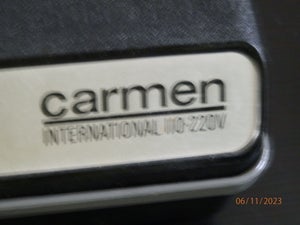 carmen
INTERNATIONAL 110-220V
06/11/2023